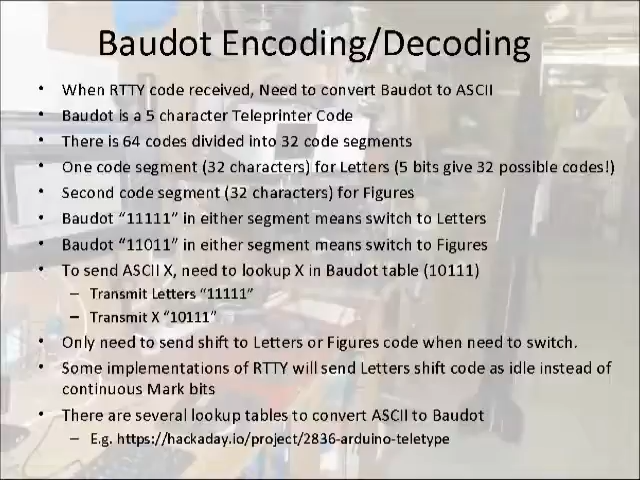 Baudot Encoding/Decoding
• When RTTY code received, Need to convert Baudot to ASCII
• Baudot is a 5 character Teleprinter Code
• There is 64 codes divided into 32 code segments
• One code segment (32 characters) for Letters (5 bits give 32 possible codes!)
• Second code segment (32 characters) for Figures
• Baudot “11111” in either segment means switch to Letters
• Baudot “11011” in either segment means switch to Figures
• To send ASCII X, need to lookup X in Baudot table (10111)
– Transmit Letters “11111”
– Transmit X “10111”
• Only need to send shift to Letters or Figures code when need to switch.
• Some implementations of RTTY will send Letters shift code as idle instead of
continuous Mark bits
• There are several lookup tables to convert ASCII to Baudot
– E.g. https://hackaday.io/project/2836-arduino-teletype